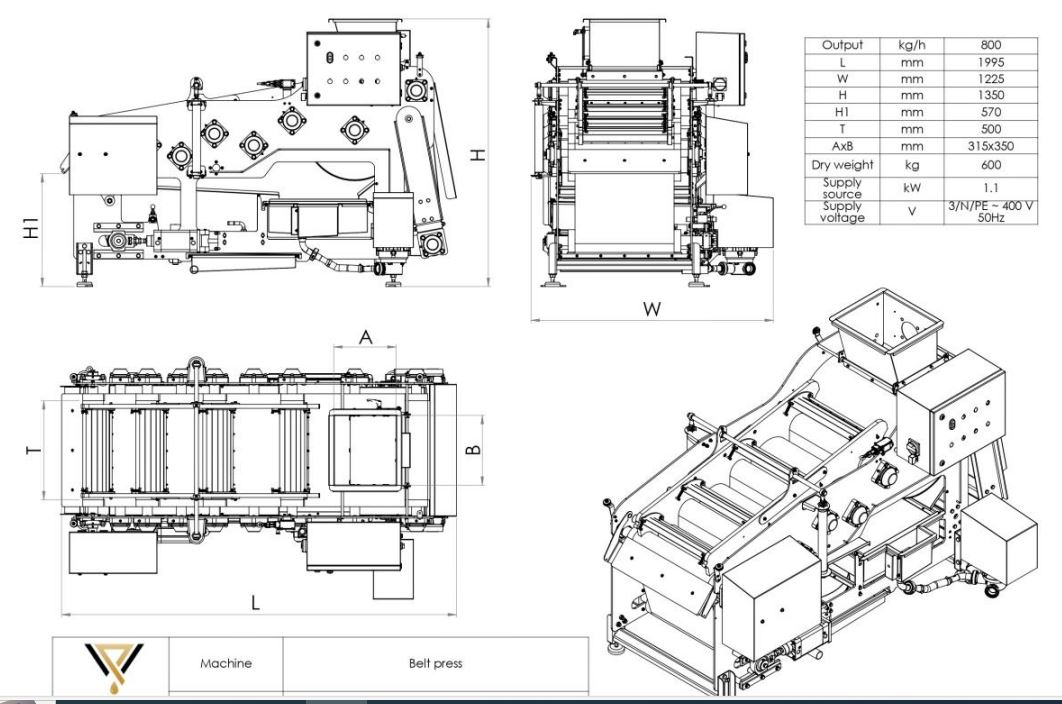 H
H1
W
Output kg/h 800
L mm 1995
W mm 1225
H mm 1350
H1 mm 570
T mm 500
AxB mm 315x350
Dry weight kg 600
Supply source kW 1.1
Supply voltage V 3/N/PE ~ 400 V 50Hz
A
T
B
L
Machine Belt press